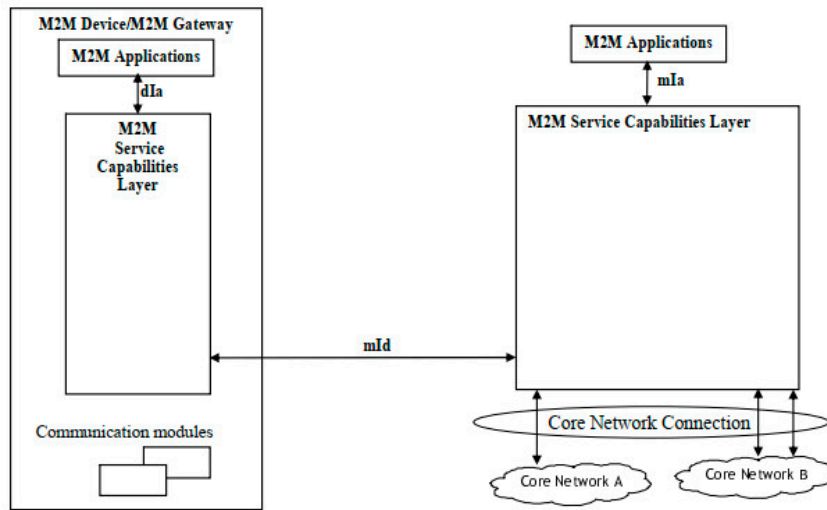 M2M Device/M2M Gateway
M2M Applications
dIa
M2M
Service
Capabilities
Layer
Communication modules
mId
M2M Applications
mIa
M2M Service Capabilities Layer
Core Network Connection
Core Network A
Core Network B